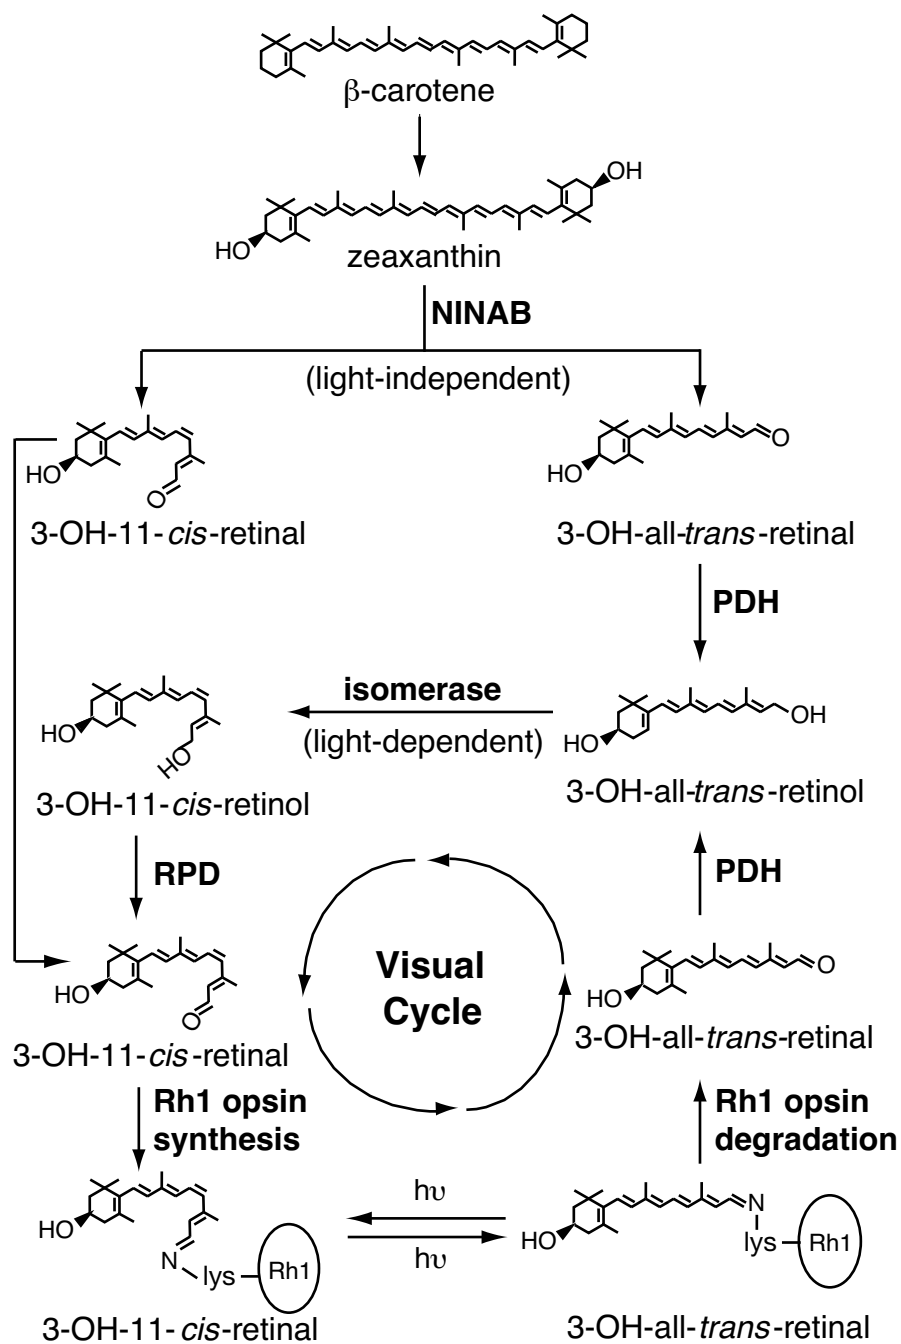 β-carotene
OH
HO
zeaxanthin
NINAB
(light-independent)
HO
O
3-OH-11-cis-retinal
HO
O
3-OH-all-trans-retinal
PDH
isomerase
(light-dependent)
HO
HO
3-OH-11-cis-retinol
HO
OH
3-OH-all-trans-retinol
RPD
PDH
Visual
Cycle
HO
O
3-OH-11-cis-retinal
HO
O
3-OH-all-trans-retinal
Rh1 opsin
synthesis
Rh1 opsin
degradation
HO
N
lys
Rh1
hυ
hυ
HO
N
lys
Rh1
3-OH-11-cis-retinal
3-OH-all-trans-retinal